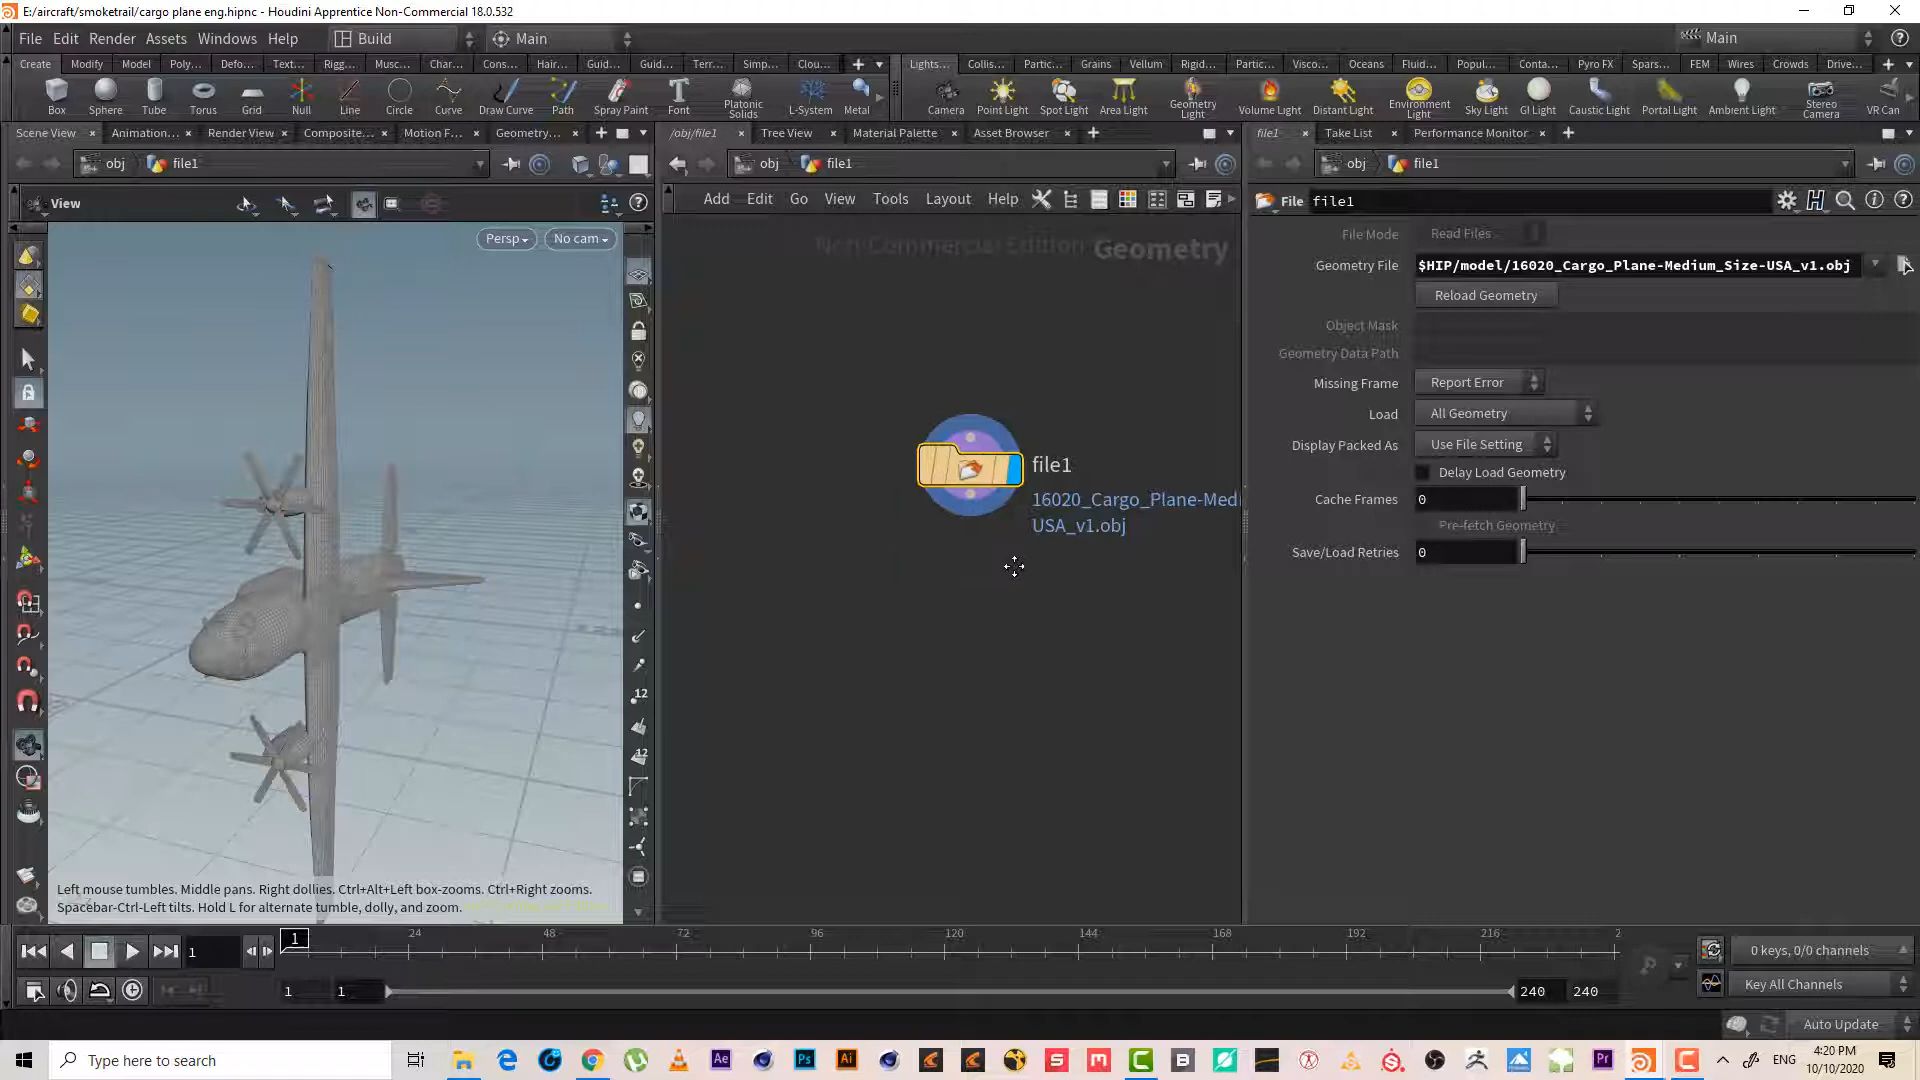 E:/aircraft/smoketrail/cargo plane eng.hipnc - Houdini Apprentice Non-Commercial 18.0.532
File Edit Render Assets Windows Help Build Main Main
Create Modify Model Poly... Defo... Text... Rigg... Musc... Char... Cons... Hair... Guid... Guid... Terr... Simp... Clou... Lights... Collis... Partic... Grains Vellum Rigid... Partic... Visco... Oceans Fluid... Popul... Conta... Pyro FX Spars... FEM Wires Crowds Drive...
Box Sphere Tube Torus Grid Null Line Circle Curve Draw Curve Path Spray Paint Font Platonic Solids L-System Metal Camera Point Light Spot Light Area Light Geometry Light Volume Light Distant Light Environment Light Sky Light GI Light Caustic Light Portal Light Ambient Light Stereo Camera VR Can
Scene View Animation... Render View Composite... Motion F... Geometry... /obj/file1 Tree View Material Palette Asset Browser file1 Take List Performance Monitor
obj file1 obj file1 obj file1
View Add Edit Go View Tools Layout Help File file1
Persp No cam
Non-Commercial Edition Geometry
File Mode Read Files
Geometry File $HIP/model/16020_Cargo_Plane-Medium_Size-USA_v1.obj
Reload Geometry
Object Mask
Geometry Data Path
Missing Frame Report Error
Load All Geometry
Display Packed As Use File Setting
Delay Load Geometry
Cache Frames 0
Pre-fetch Geometry
Save/Load Retries 0
file1
16020_Cargo_Plane-Medi
USA_v1.obj
12
12
Left mouse tumbles. Middle pans. Right dollies. Ctrl+Alt+Left box-zooms. Ctrl+Right zooms.
Spacebar-Ctrl-Left tilts. Hold L for alternate tumble, dolly, and zoom.
1 1 24 48 72 96 120 144 168 192 216 2
0 keys, 0/0 channels
1 1 240 240 Key All Channels
Auto Update
Type here to search ENG 4:20 PM
10/10/2020